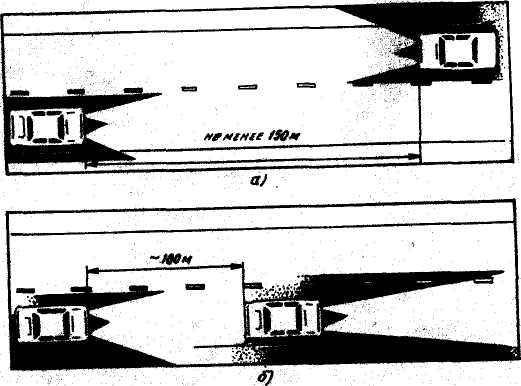 не менее 150 м
а)
~100 м
б)